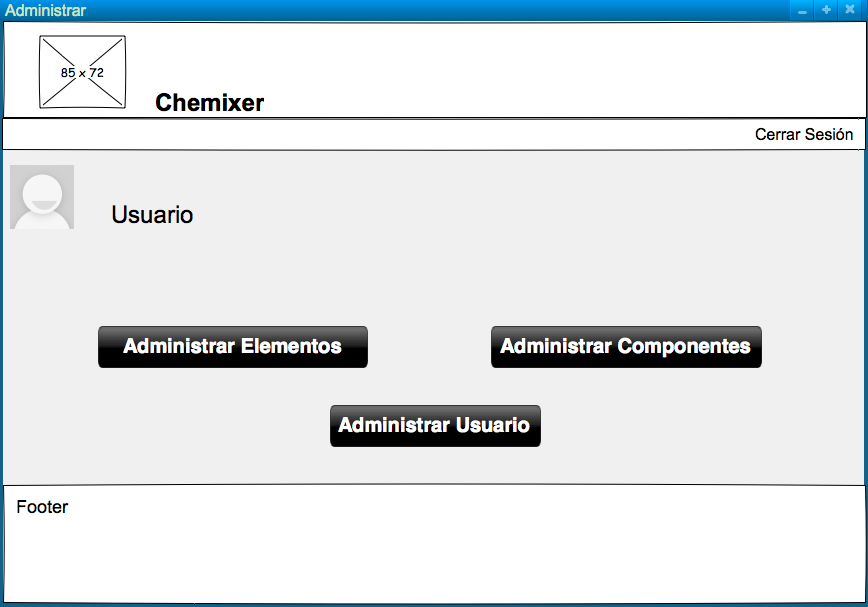 Administrar
85 x 72
Chemixer
Cerrar Sesión
Usuario
Administrar Elementos
Administrar Componentes
Administrar Usuario
Footer